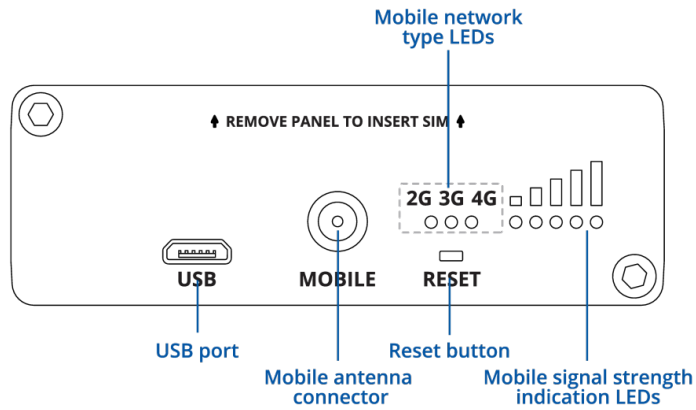 Mobile network
type LEDs
REMOVE PANEL TO INSERT SIM
2G 3G 4G
USB
MOBILE
RESET
USB port
Reset button
Mobile antenna
connector
Mobile signal strength
indication LEDs